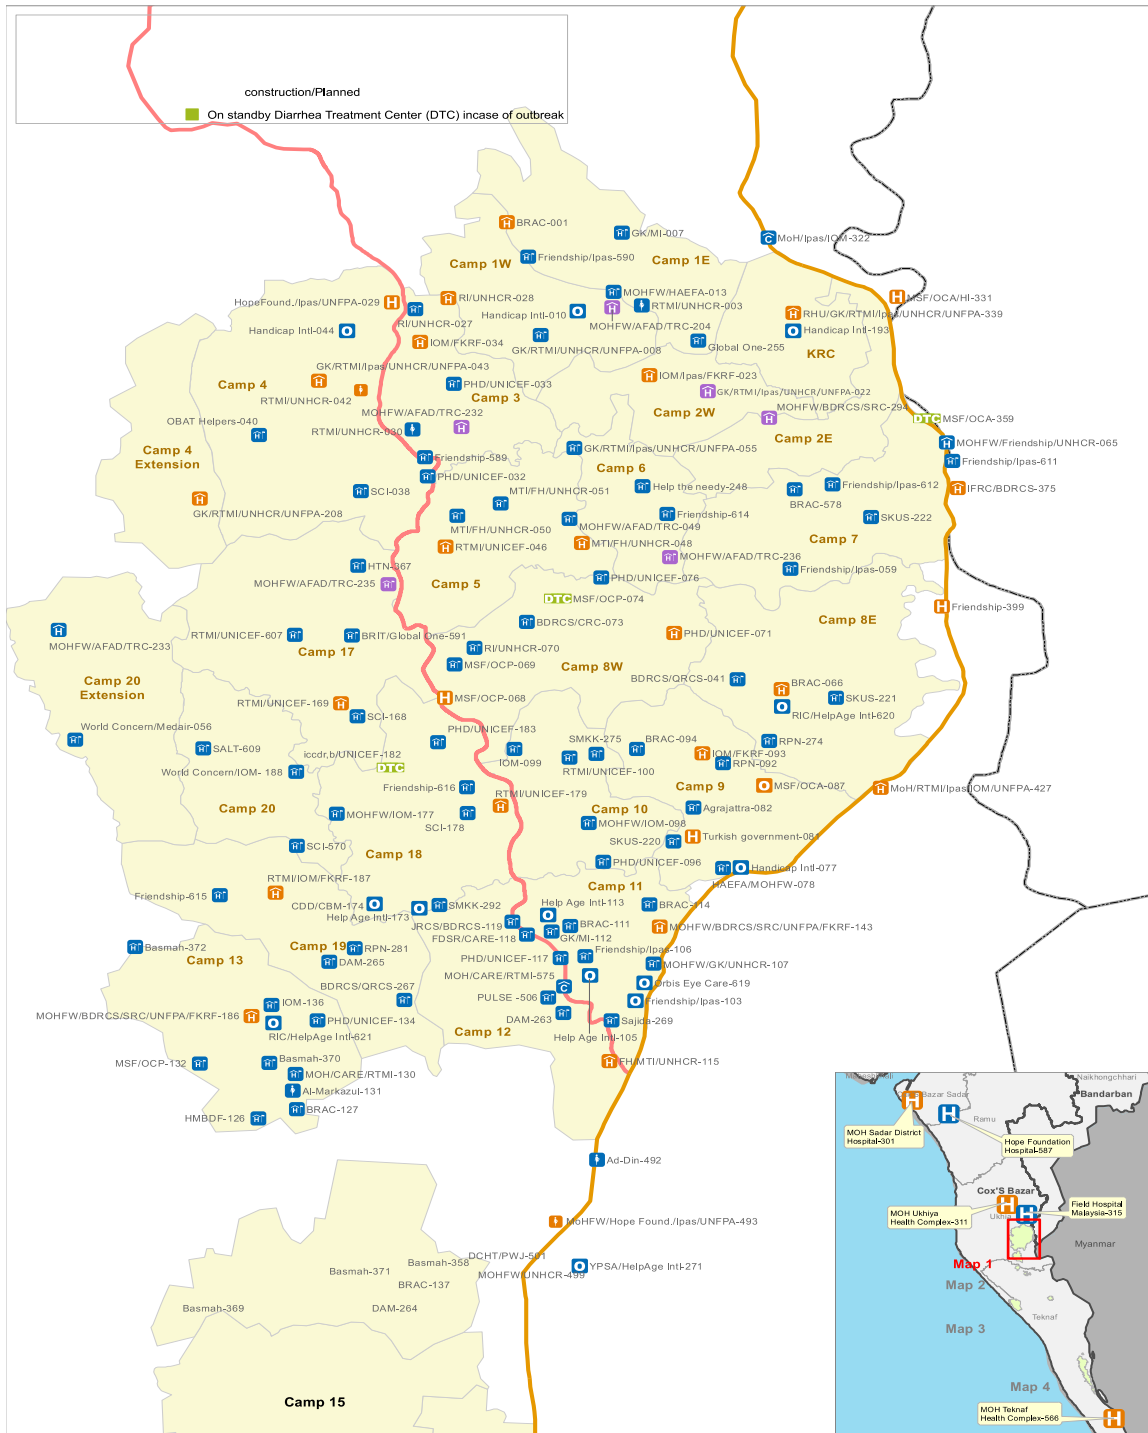 construction/Planned
On standby Diarrhea Treatment Center (DTC) incase of outbreak
BRAC-001
GK/MI-007
MoH/Ipas/IOM-322
Camp 1W
Friendship/Ipas-590
Camp 1E
HopeFound./Ipas/UNFPA-029
RI/UNHCR-028
MOHFW/HAEFA-013
RTMI/UNHCR-003
MSF/OCA/HI-331
RI/UNHCR-027
Handicap Intl-010
MOHFW/AFAD/TRC-204
RHU/GK/RTMI/Ipas/UNHCR/UNFPA-339
Handicap Intl-044
Handicap Intl-193
IOM/FKRF-034
GK/RTMI/UNHCR/UNFPA-008
Global One-255
KRC
GK/RTMI/Ipas/UNHCR/UNFPA-043
IOM/Ipas/FKRF-023
Camp 4
RTMI/UNHCR-042
PHD/UNICEF-033
Camp 3
GK/RTMI/Ipas/UNHCR/UNFPA-022
MOHFW/AFAD/TRC-232
Camp 2W
MOHFW/BDRCS/SRC-294
OBAT Helpers-040
RTMI/UNHCR-030
MSF/OCA-359
DTC
Camp 2E
MOHFW/Friendship/UNHCR-065
Camp 4
Extension
Friendship-589
GK/RTMI/Ipas/UNHCR/UNFPA-055
Friendship/Ipas-611
Camp 6
PHD/UNICEF-032
Help the needy-248
Friendship/Ipas-612
IFRC/BDRCS-375
SCI-038
MTI/FH/UNHCR-051
BRAC-578
GK/RTMI/UNHCR/UNFPA-208
MTI/FH/UNHCR-050
MOHFW/AFAD/TRC-049
Friendship-614
SKUS-222
RTMI/UNICEF-046
MTI/FH/UNHCR-048
Camp 7
HTN-367
MOHFW/AFAD/TRC-236
MOHFW/AFAD/TRC-235
Camp 5
PHD/UNICEF-076
Friendship/Ipas-059
DTC
MSF/OCP-074
Friendship-399
BDRCS/CRC-073
Camp 8E
MOHFW/AFAD/TRC-233
RTMI/UNICEF-607
BRIT/Global One-591
PHD/UNICEF-071
Camp 17
RI/UNHCR-070
MSF/OCP-069
Camp 8W
Camp 20
Extension
BDRCS/QRCS-041
BRAC-066
RTMI/UNICEF-169
MSF/OCP-068
SKUS-221
SCI-168
RIC/HelpAge Intl-620
World Concern/Medair-056
PHD/UNICEF-183
SALT-609
iccdr,b/UNICEF-182
IOM-099
SMKK-275
BRAC-094
RPN-274
IOM/FKRF-093
RTMI/UNICEF-100
RPN-092
World Concern/IOM- 188
DTC
Friendship-616
Camp 9
MSF/OCA-087
MoH/RTMI/Ipas/IOM/UNFPA-427
RTMI/UNICEF-179
Camp 20
MOHFW/IOM-177
SCI-178
Camp 10
Agrajattra-082
MOHFW/IOM-098
Turkish government-081
SKUS-220
SCI-570
Camp 18
PHD/UNICEF-096
Handicap Intl-077
RTMI/IOM/FKRF-187
HAEFA/MOHFW-078
Friendship-615
CDD/CBM-174
Help Age Intl-173
SMKK-292
Help Age Intl-113
Camp 11
BRAC-114
JRCS/BDRCS-119
BRAC-111
MOHFW/BDRCS/SRC/UNFPA/FKRF-143
FDSR/CARE-118
GK/MI-112
Basmah-372
Camp 19
RPN-281
Friendship/Ipas-106
Camp 13
DAM-265
PHD/UNICEF-117
MOHFW/GK/UNHCR-107
MOH/CARE/RTMI-575
BDRCS/QRCS-267
Orbis Eye Care-619
PULSE -506
Friendship/Ipas-103
IOM-136
MOHFW/BDRCS/SRC/UNFPA/FKRF-186
DAM-263
PHD/UNICEF-134
Sajida-269
Camp 12
RIC/HelpAge Intl-621
Help Age Intl-105
MSF/OCP-132
Basmah-370
FH/MTI/UNHCR-115
MOH/CARE/RTMI-130
Al-Markazul-131
BRAC-127
HMBDF-126
Ad-Din-492
MoHFW/Hope Found./Ipas/UNFPA-493
DCHT/PWJ-501
Basmah-358
Basmah-371
YPSA/HelpAge Intl-271
MOHFW/UNHCR-499
BRAC-137
Basmah-369
DAM-264
Camp 15
Naikhongchhari
Bandarban
Ramu
MOH Sadar District
Hospital-301
Hope Foundation
Hospital-587
Cox'S Bazar
MOH Ukhiya
Health Complex-311
Field Hospital
Malaysia-315
Myanmar
Map 1
Map 2
Teknaf
Map 3
Map 4
MOH Teknaf
Health Complex-566